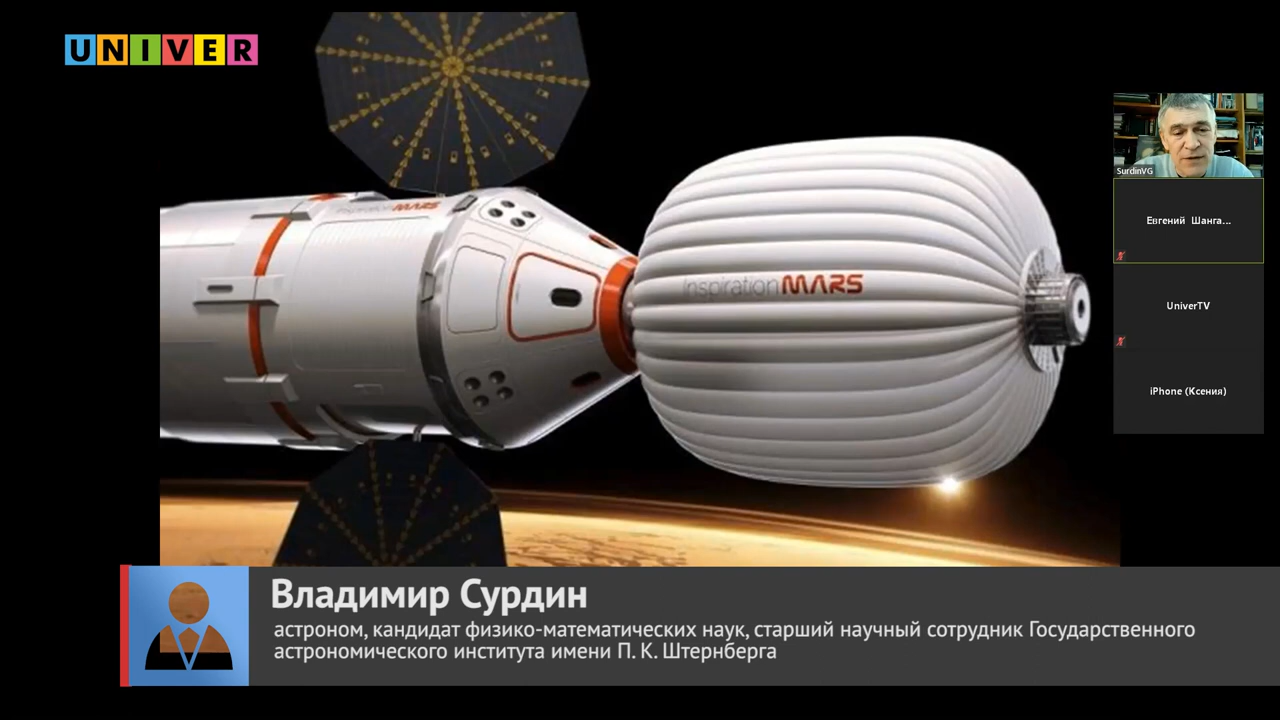 UNIVER
inspiration MARS
inspiration MARS
SurdinVG
Евгений Шанга...
UniverTV
iPhone (Ксения)
Владимир Сурдин
астроном, кандидат физико-математических наук, старший научный сотрудник Государственного
астрономического института имени П. К. Штернберга